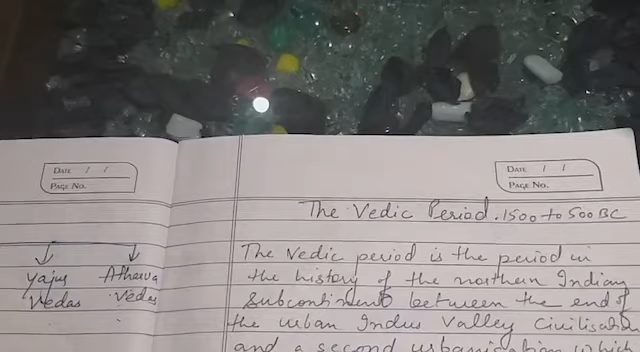 DATE / /
PAGE NO.
Yajus Atharva
Vedas Vedas
DATE / /
PAGE NO.
The Vedic Period. 1500 to 500 BC
The Vedic period is the period in
the history of the northern Indian
Subcontinent between the end of
the urban Indus Valley Civilisation
and a second urbanisation which